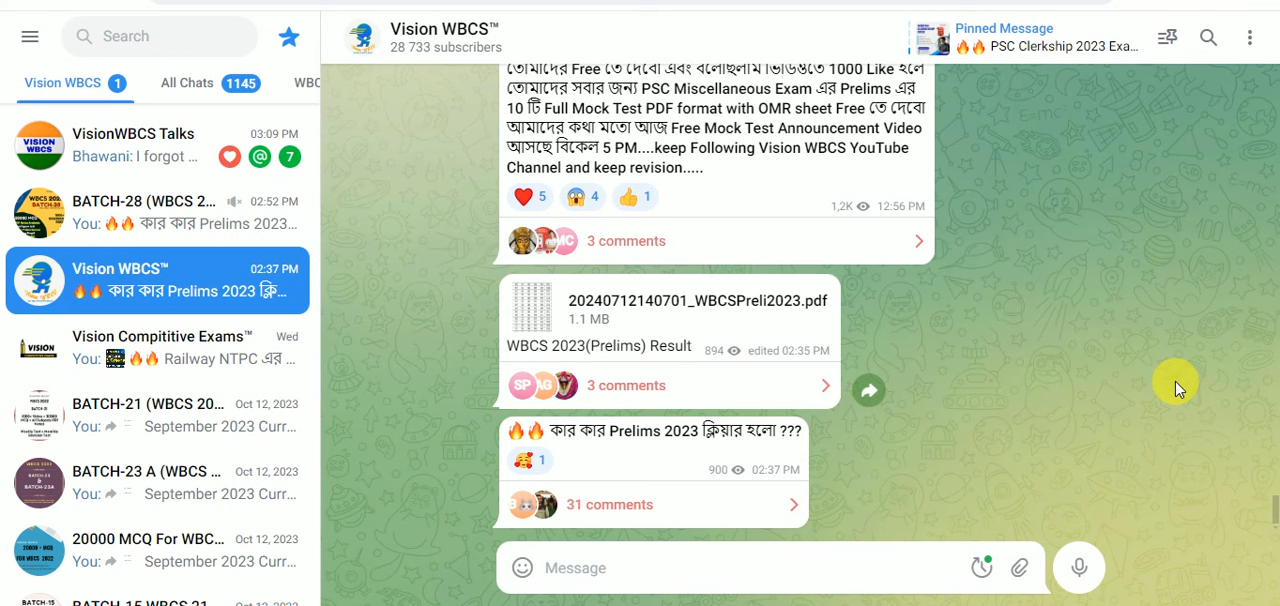 Search
Vision WBCS 1
All Chats 1145
WBC
VisionWBCS Talks 03:09 PM
Bhawani: I forgot ... @ 7
BATCH-28 (WBCS 2... 02:52 PM
You: 🔥🔥 কার কার Prelims 2023...
Vision WBCS™ 02:37 PM
🔥🔥 কার কার Prelims 2023 ক্লি...
Vision Compititive Exams™ Wed
You: 🔥🔥 Railway NTPC এর ...
BATCH-21 (WBCS 20... Oct 12, 2023
You: September 2023 Curr...
BATCH-23 A (WBCS ... Oct 12, 2023
You: September 2023 Curr...
20000 MCQ For WBC... Oct 12, 2023
You: September 2023 Curr...
BATCH-15 WBCS 21
Vision WBCS™
28 733 subscribers
Pinned Message
🔥🔥 PSC Clerkship 2023 Exa...
তোমাদের Free তে দেবো এবং বলেছিলাম ভিডিওতে 1000 Like হলে
তোমাদের সবার জন্য PSC Miscellaneous Exam এর Prelims এর
10 টি Full Mock Test PDF format with OMR sheet Free তে দেবো
আমাদের কথা মতো আজ Free Mock Test Announcement Video
আসছে বিকেল 5 PM....keep Following Vision WBCS YouTube
Channel and keep revision.....
❤️ 5 😱 4 👍 1
1,2K 12:56 PM
MC 3 comments
20240712140701_WBCSPreli2023.pdf
1.1 MB
WBCS 2023(Prelims) Result 894 edited 02:35 PM
SP AG 3 comments
🔥🔥 কার কার Prelims 2023 ক্লিয়ার হলো ???
🥰 1
900 02:37 PM
31 comments
Message